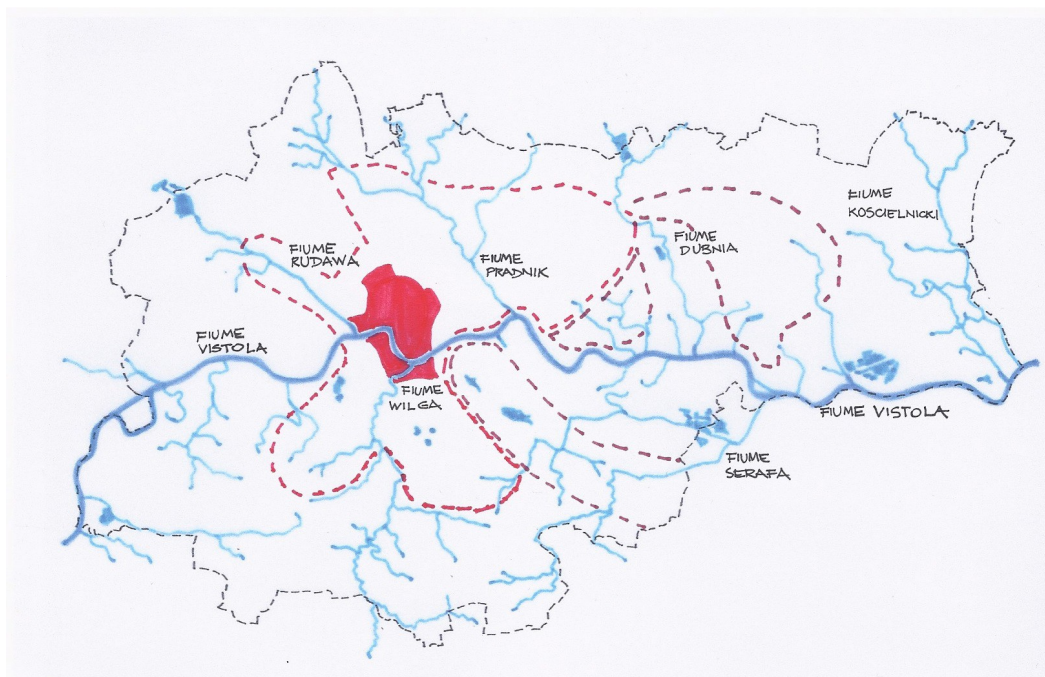 FIUME
KOSCIELNICKI
FIUME
RUDAWA
FIUME
PRADNIK
FIUME
DUBNIA
FIUME
VISTOLA
FIUME
WILGA
FIUME VISTOLA
FIUME
SERAFA